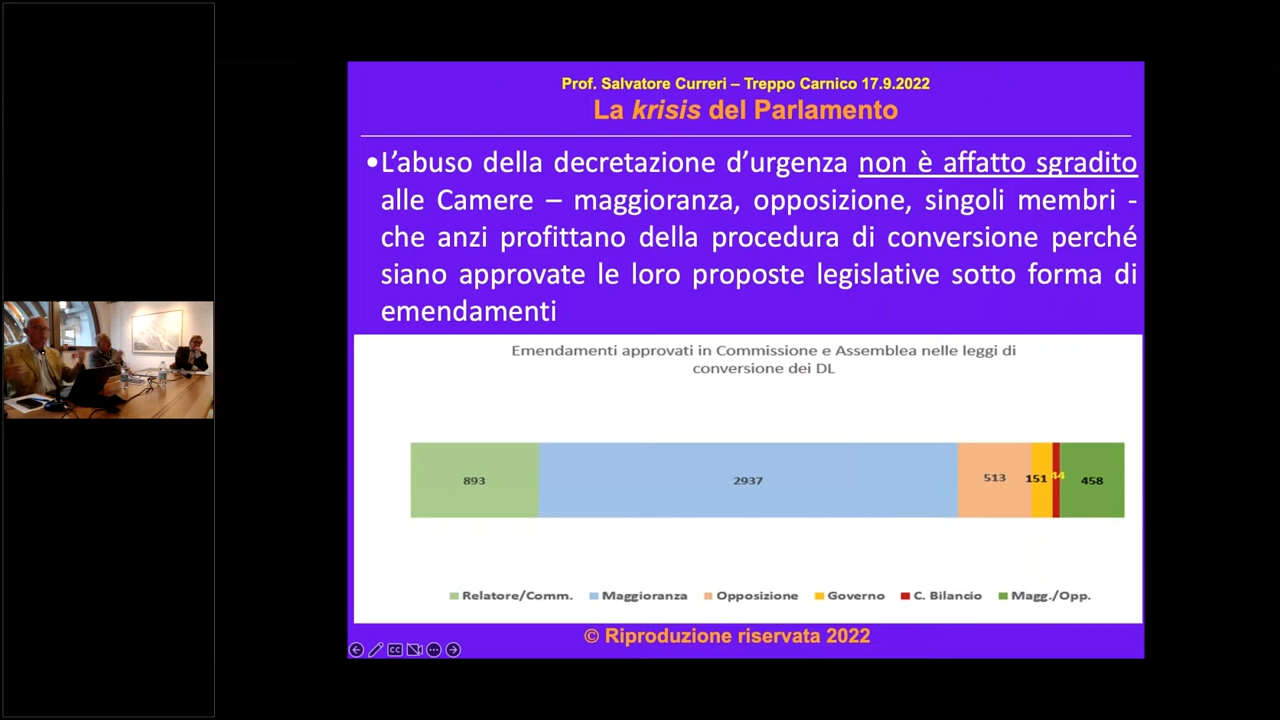 Prof. Salvatore Curreri – Treppo Carnico 17.9.2022
La krisis del Parlamento
•L’abuso della decretazione d’urgenza non è affatto sgradito
alle Camere – maggioranza, opposizione, singoli membri -
che anzi profittano della procedura di conversione perché
siano approvate le loro proposte legislative sotto forma di
emendamenti
Emendamenti approvati in Commissione e Assemblea nelle leggi di
conversione dei DL
893 2937 513 151 44 458
Relatore/Comm. Maggioranza Opposizione Governo C. Bilancio Magg./Opp.
© Riproduzione riservata 2022
CC